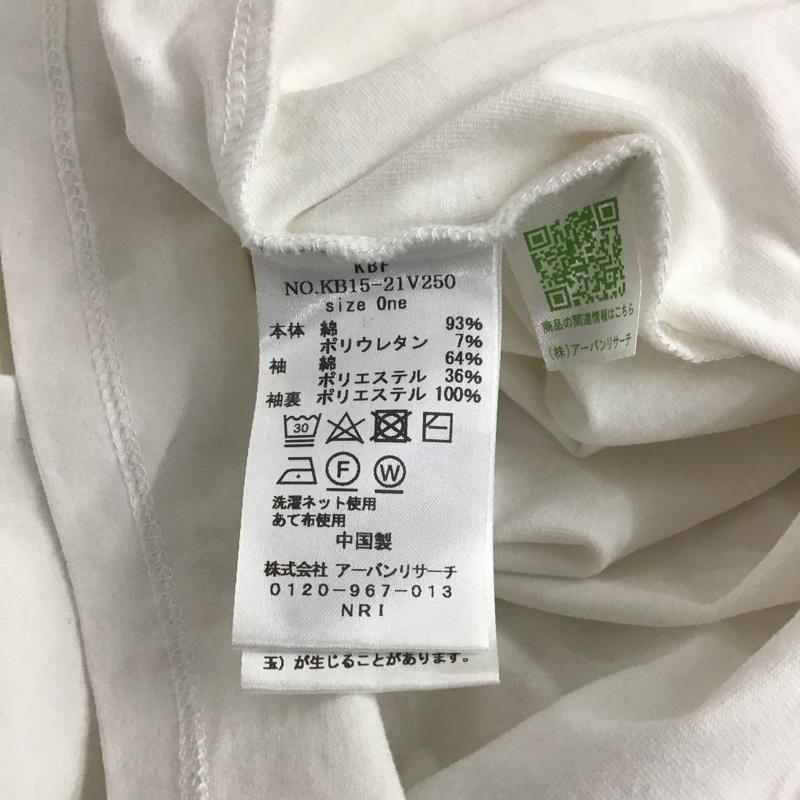 KBF
NO.KB15-21V250
size One
本体 綿 93%
ポリウレタン 7%
袖 綿 64%
ポリエステル 36%
袖裏 ポリエステル 100%
30
F W
洗濯ネット使用
あて布使用
中国製
株式会社 アーバンリサーチ
0120-967-013
NRI
玉）が生じることがあります。
商品の関連情報はこちら
(株)アーバンリサーチ